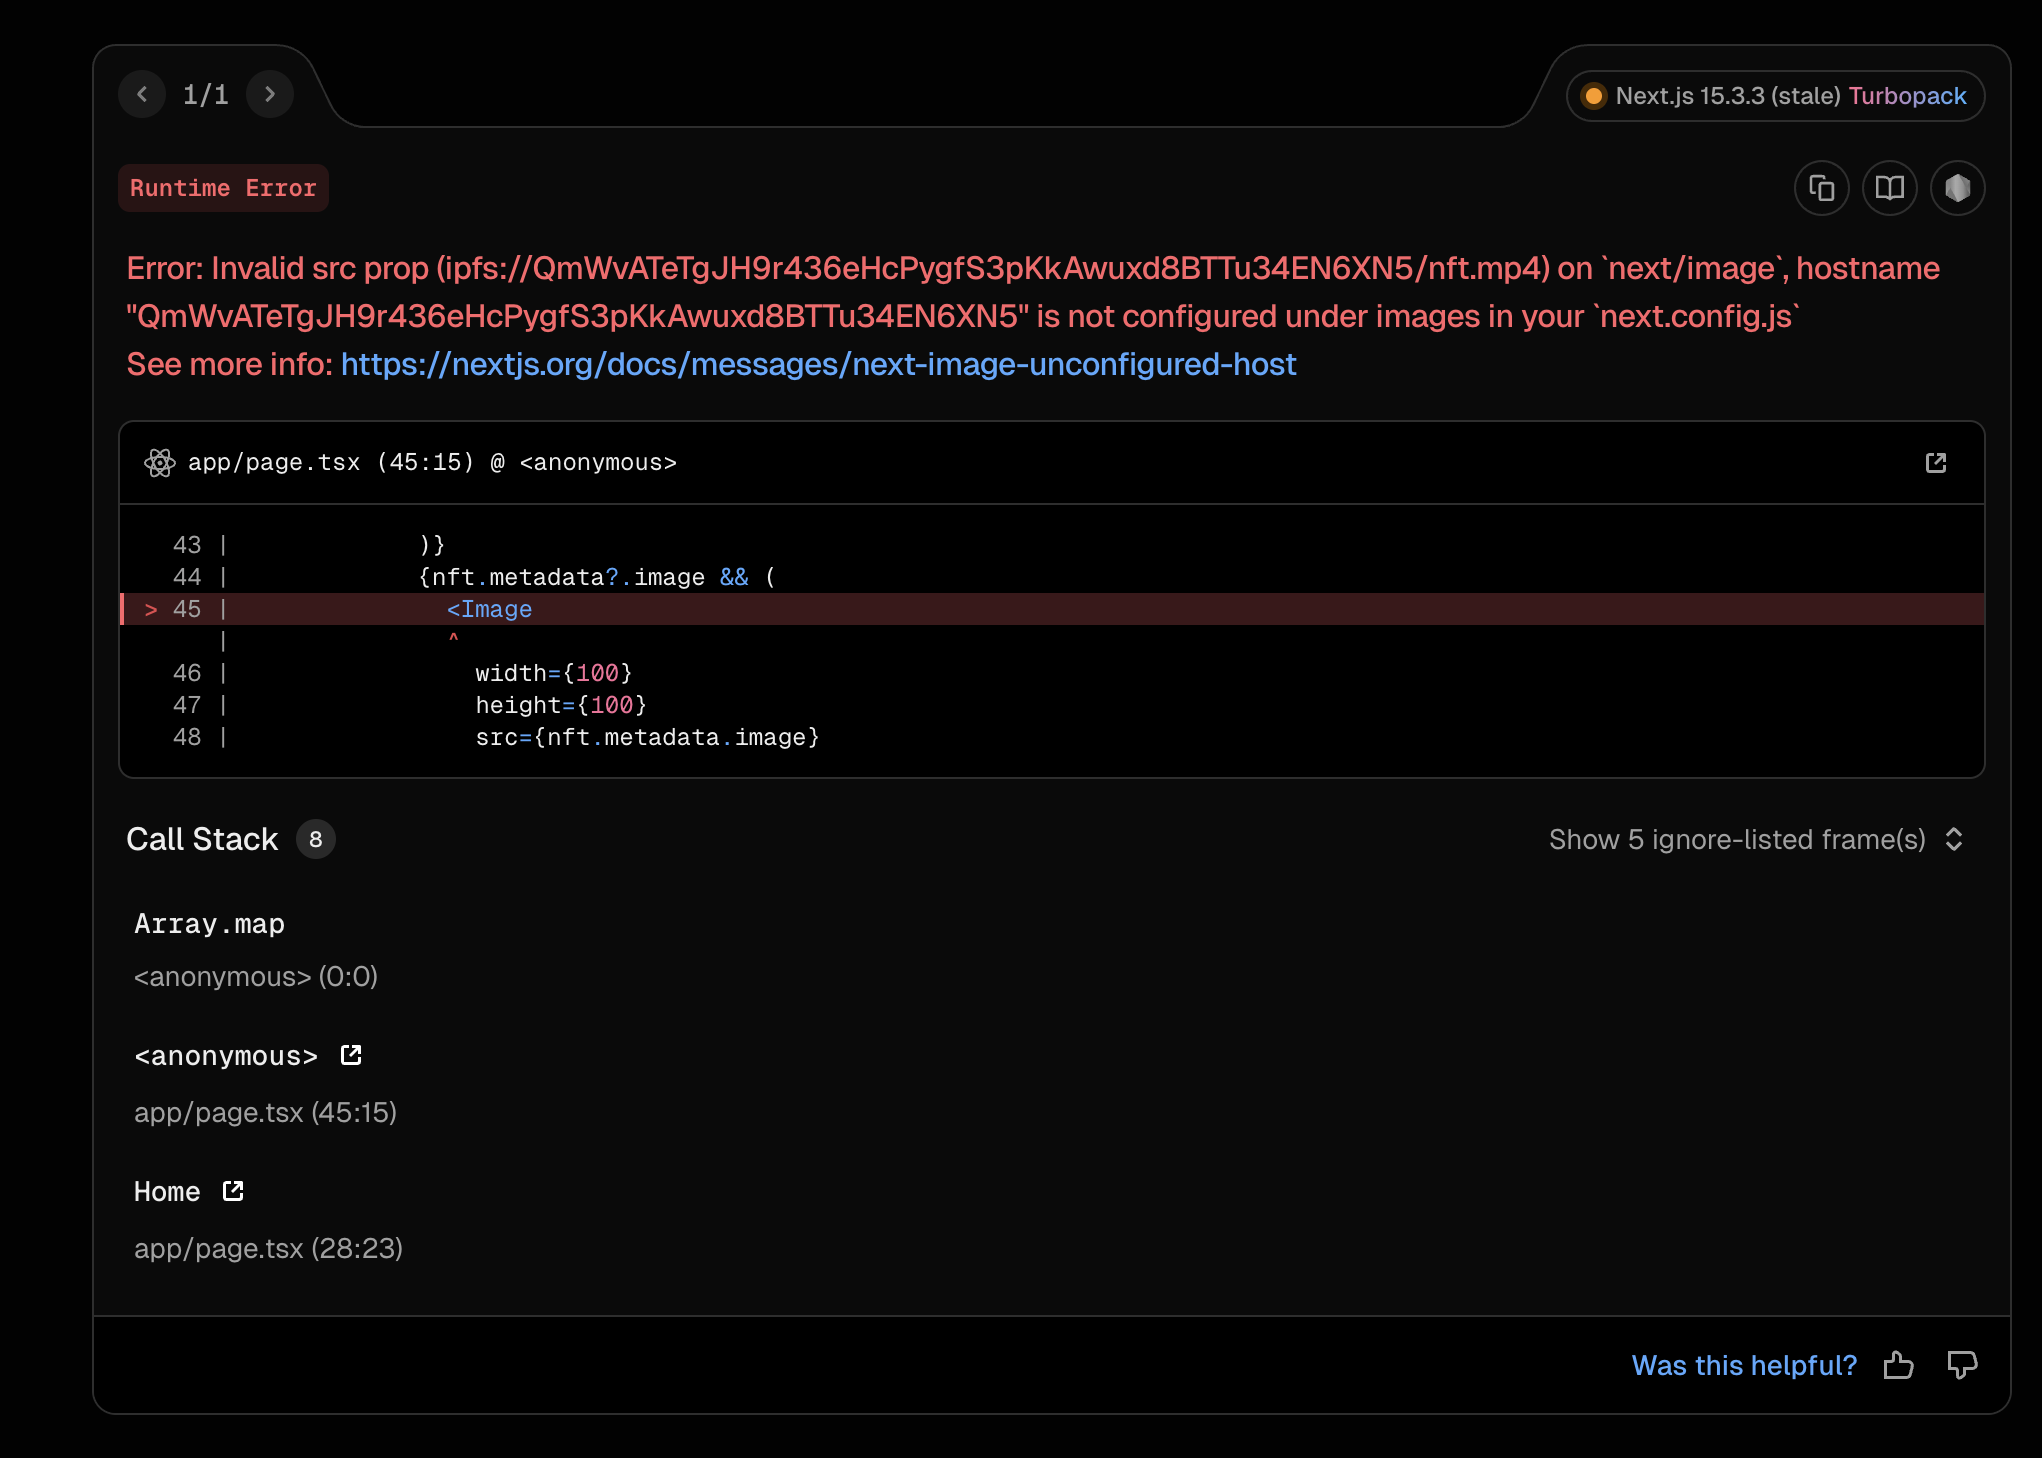 1/1
Next.js 15.3.3 (stale) Turbopack
Runtime Error
Error: Invalid src prop (ipfs://QmWvATeTgJH9r436eHcPygfS3pKkAwuxd8BTTu34EN6XN5/nft.mp4) on `next/image`, hostname
"QmWvATeTgJH9r436eHcPygfS3pKkAwuxd8BTTu34EN6XN5" is not configured under images in your `next.config.js`
See more info: https://nextjs.org/docs/messages/next-image-unconfigured-host
app/page.tsx (45:15) @ <anonymous>
43 | )}
44 | {nft.metadata?.image && (
> 45 | <Image
| ^
46 | width={100}
47 | height={100}
48 | src={nft.metadata.image}
Call Stack 8
Show 5 ignore-listed frame(s)
Array.map
<anonymous> (0:0)
<anonymous>
app/page.tsx (45:15)
Home
app/page.tsx (28:23)
Was this helpful?